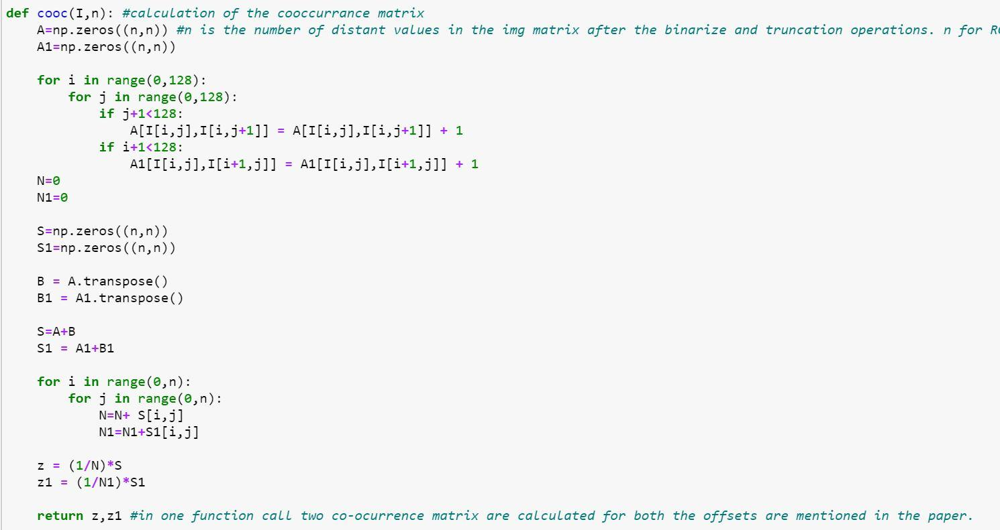 def cooc(I,n): #calculation of the cooccurrance matrix
    A=np.zeros((n,n)) #n is the number of distant values in the img matrix after the binarize and truncation operations. n for
    A1=np.zeros((n,n))

    for i in range(0,128):
        for j in range(0,128):
            if j+1<128:
                A[I[i,j],I[i,j+1]] = A[I[i,j],I[i,j+1]] + 1
            if i+1<128:
                A1[I[i,j],I[i+1,j]] = A1[I[i,j],I[i+1,j]] + 1
    N=0
    N1=0

    S=np.zeros((n,n))
    S1=np.zeros((n,n))

    B = A.transpose()
    B1 = A1.transpose()

    S=A+B
    S1 = A1+B1

    for i in range(0,n):
        for j in range(0,n):
            N=N+ S[i,j]
            N1=N1+S1[i,j]

    z = (1/N)*S
    z1 = (1/N1)*S1

    return z,z1 #in one function call two co-ocurrence matrix are calculated for both the offsets are mentioned in the paper.